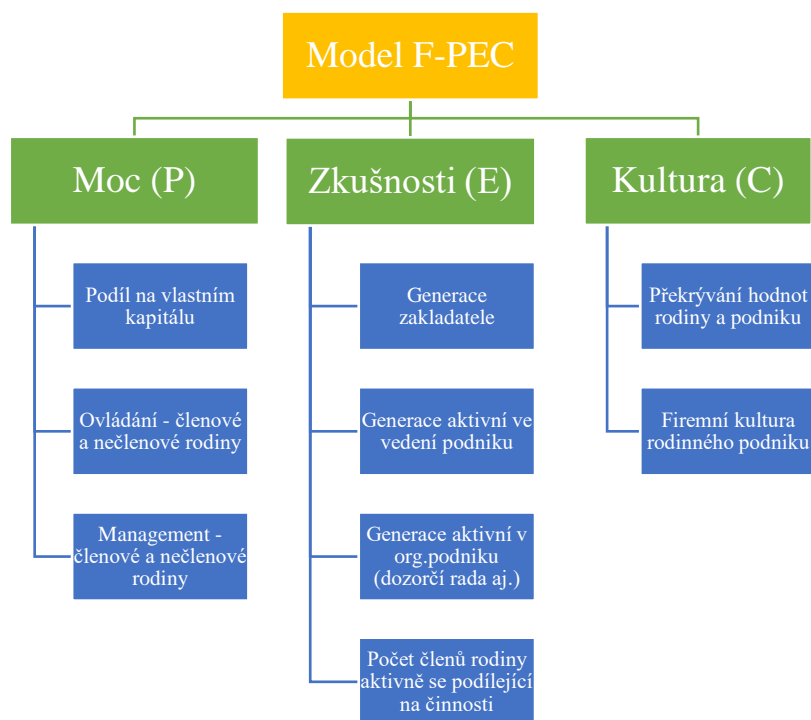 Model F-PEC
Moc (P)
Podíl na vlastním
kapitálu
Ovládání - členové
a nečlenové rodiny
Management -
členové a nečlenové
rodiny
Zkušnosti (E)
Generace
zakladatele
Generace aktivní ve
vedení podniku
Generace aktivní v
org.podniku
(dozorčí rada aj.)
Počet členů rodiny
aktivně se podílející
na činnosti
Kultura (C)
Překrývání hodnot
rodiny a podniku
Firemní kultura
rodinného podniku